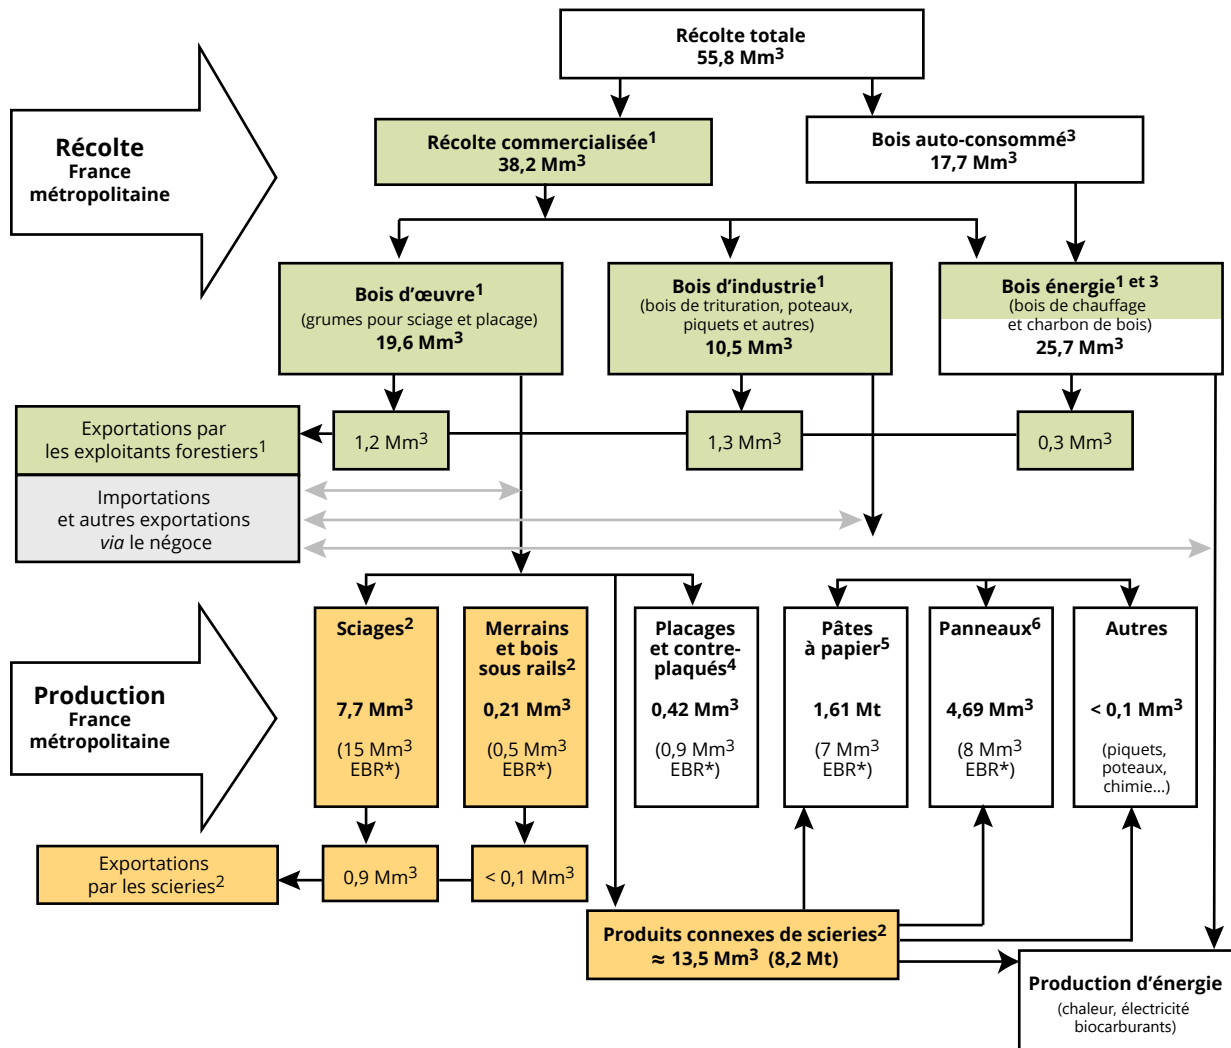 Récolte totale
55,8 Mm³
Récolte
France
métropolitaine
Récolte commercialisée¹
38,2 Mm³
Bois auto-consommé³
17,7 Mm³
Bois d'œuvre¹
(grumes pour sciage et placage)
19,6 Mm³
Bois d'industrie¹
(bois de trituration, poteaux,
piquets et autres)
10,5 Mm³
Bois énergie¹ ᵉᵗ ³
(bois de chauffage
et charbon de bois)
25,7 Mm³
Exportations par
les exploitants forestiers¹
1,2 Mm³
1,3 Mm³
0,3 Mm³
Importations
et autres exportations
via le négoce
Production
France
métropolitaine
Sciages²
7,7 Mm³
(15 Mm³
EBR*)
Merrains
et bois
sous rails²
0,21 Mm³
(0,5 Mm³
EBR*)
Placages
et contre-
plaqués⁴
0,42 Mm³
(0,9 Mm³
EBR*)
Pâtes
à papier⁵
1,61 Mt
(7 Mm³
EBR*)
Panneaux⁶
4,69 Mm³
(8 Mm³
EBR*)
Autres
< 0,1 Mm³
(piquets,
poteaux,
chimie...)
Exportations
par les scieries²
0,9 Mm³
< 0,1 Mm³
Produits connexes de scieries²
≈ 13,5 Mm³ (8,2 Mt)
Production d'énergie
(chaleur, électricité
biocarburants)